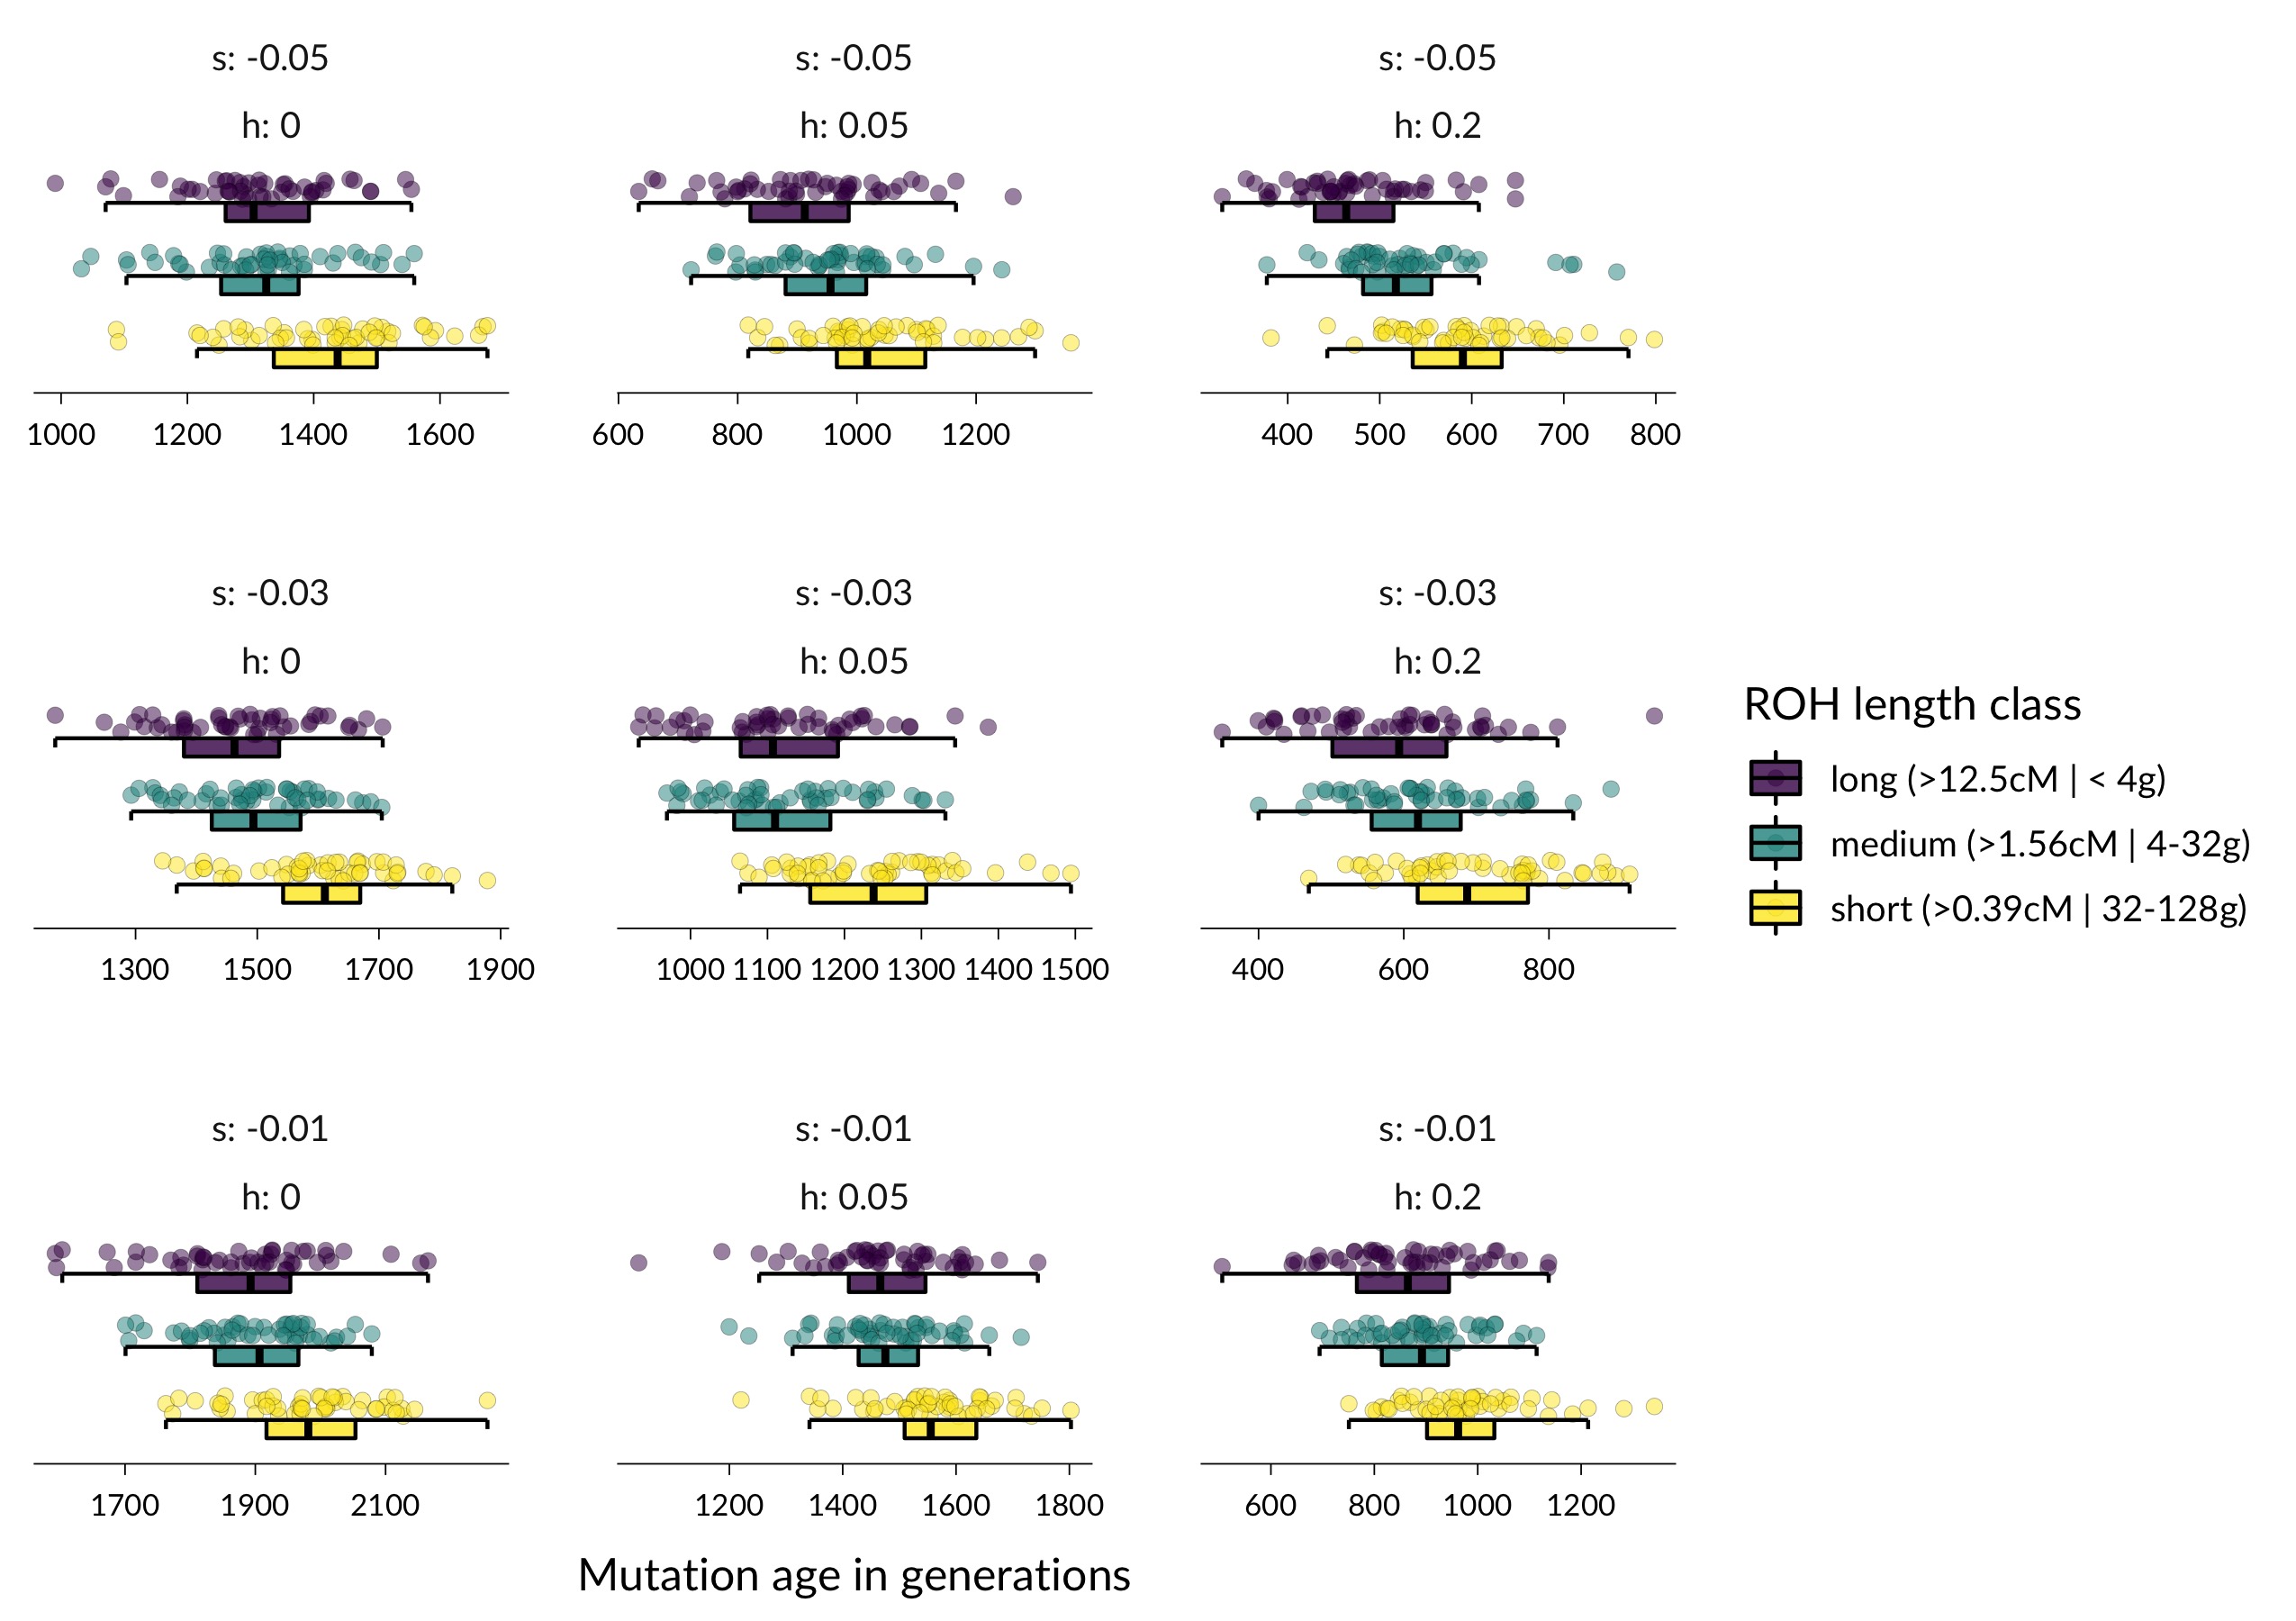 s: -0.05 s: -0.05 s: -0.05
h: 0 h: 0.05 h: 0.2
1000 1200 1400 1600 600 800 1000 1200 400 500 600 700 800
s: -0.03 s: -0.03 s: -0.03
h: 0 h: 0.05 h: 0.2
1300 1500 1700 1900 1000 1100 1200 1300 1400 1500 400 600 800
ROH length class
long (>12.5cM | < 4g)
medium (>1.56cM | 4-32g)
short (>0.39cM | 32-128g)
s: -0.01 s: -0.01 s: -0.01
h: 0 h: 0.05 h: 0.2
1700 1900 2100 1200 1400 1600 1800 600 800 1000 1200
Mutation age in generations